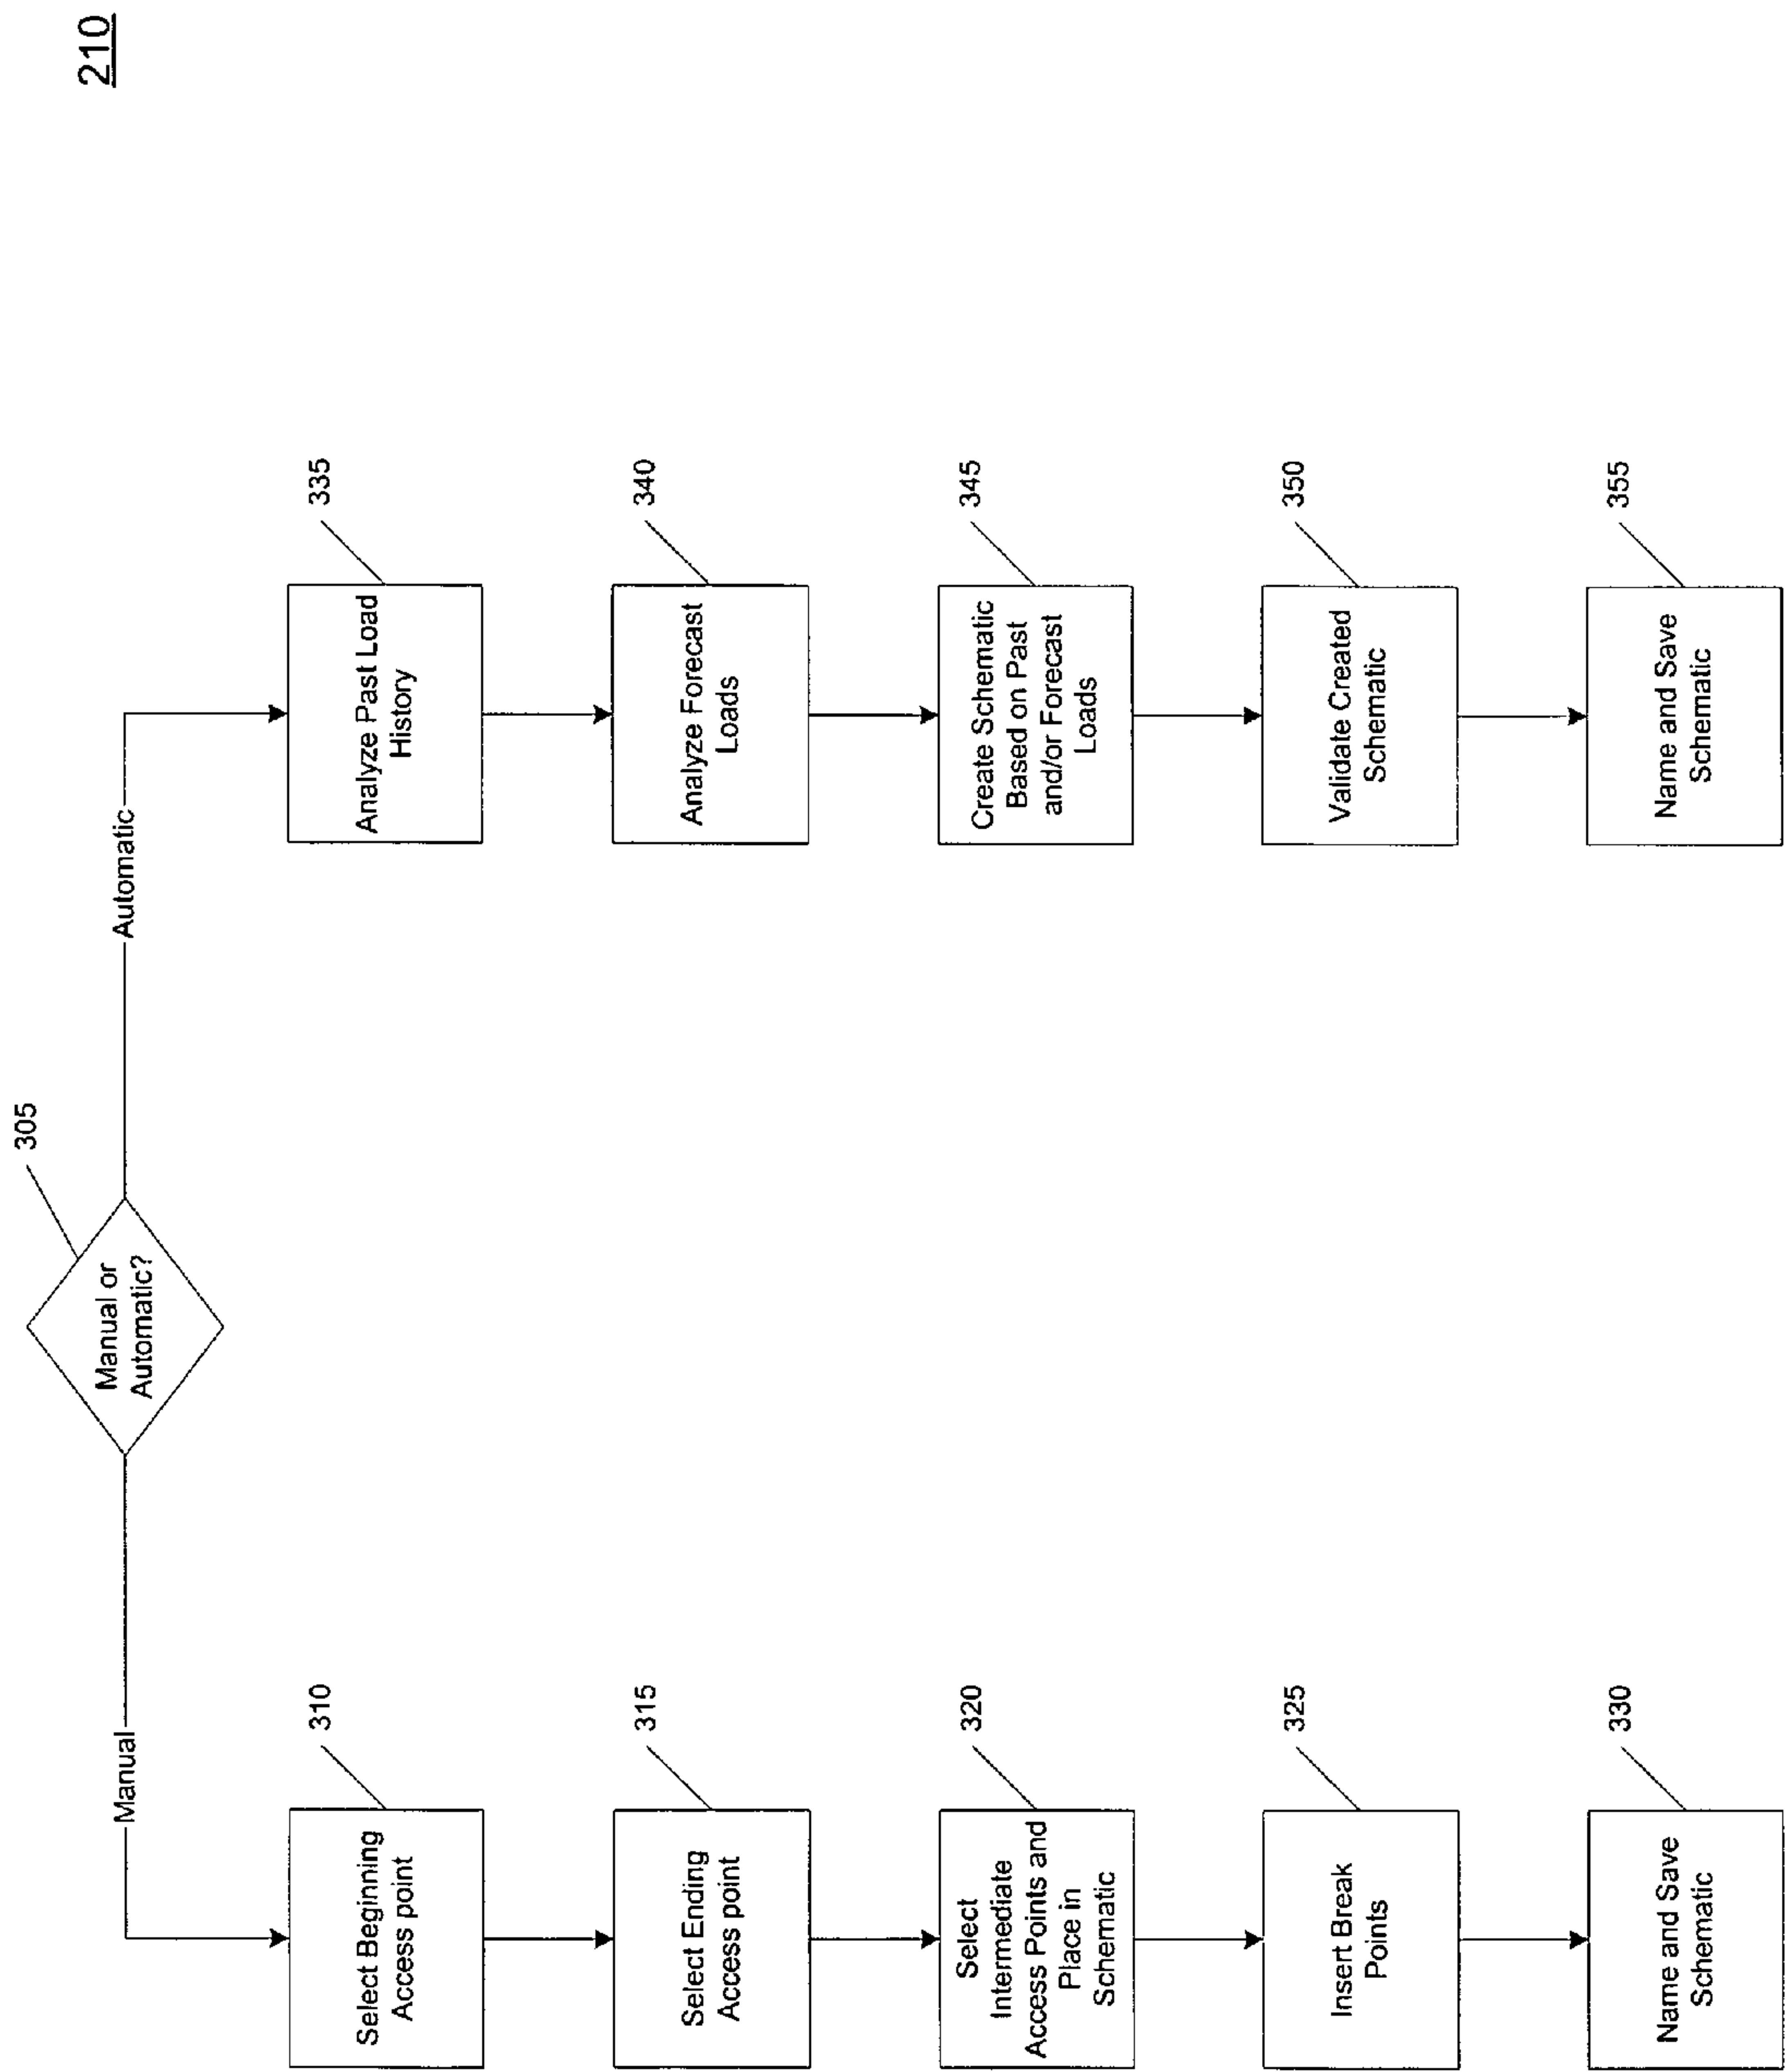 210
305
Manual or
Automatic?
Manual
Automatic
310
Select Beginning
Access point
315
Select Ending
Access point
320
Select
Intermediate
Access Points and
Place in
Schematic
325
Insert Break
Points
330
Name and Save
Schematic
335
Analyze Past Load
History
340
Analyze Forecast
Loads
345
Create Schematic
Based on Past
and/or Forecast
Loads
350
Validate Created
Schematic
355
Name and Save
Schematic